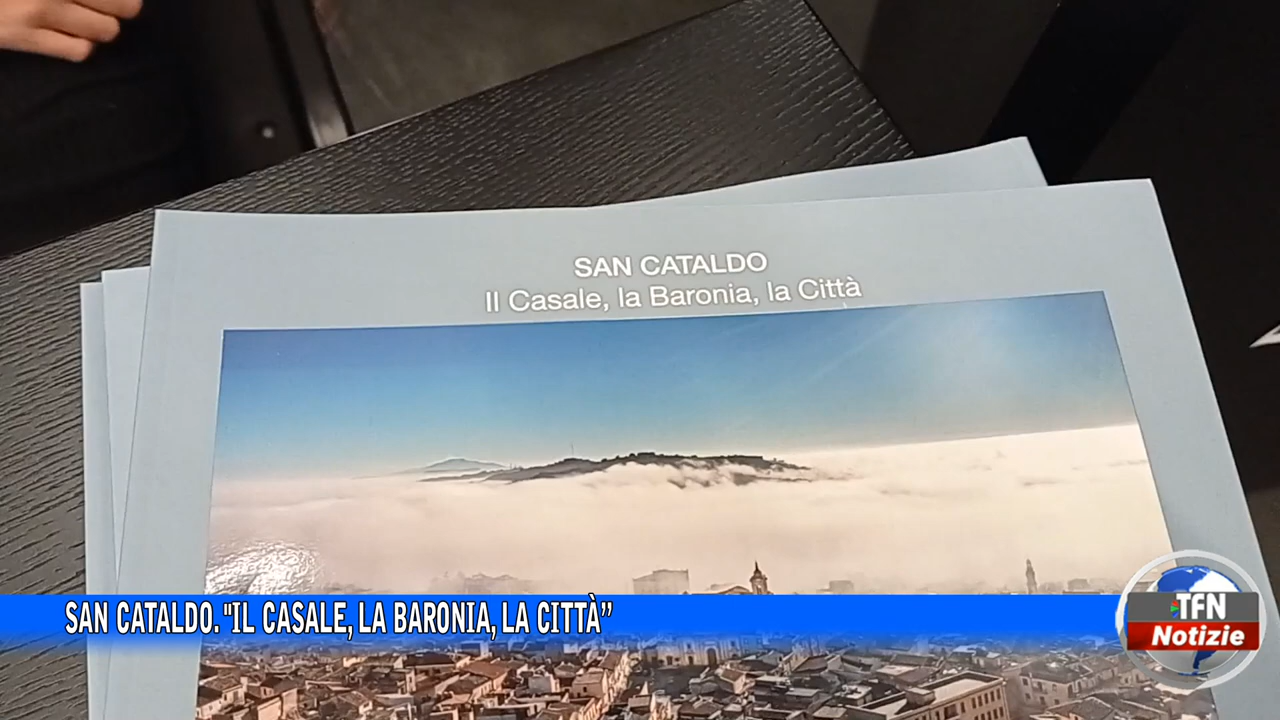 SAN CATALDO
Il Casale, la Baronia, la Città
SAN CATALDO."IL CASALE, LA BARONIA, LA CITTÀ”
TFN
Notizie